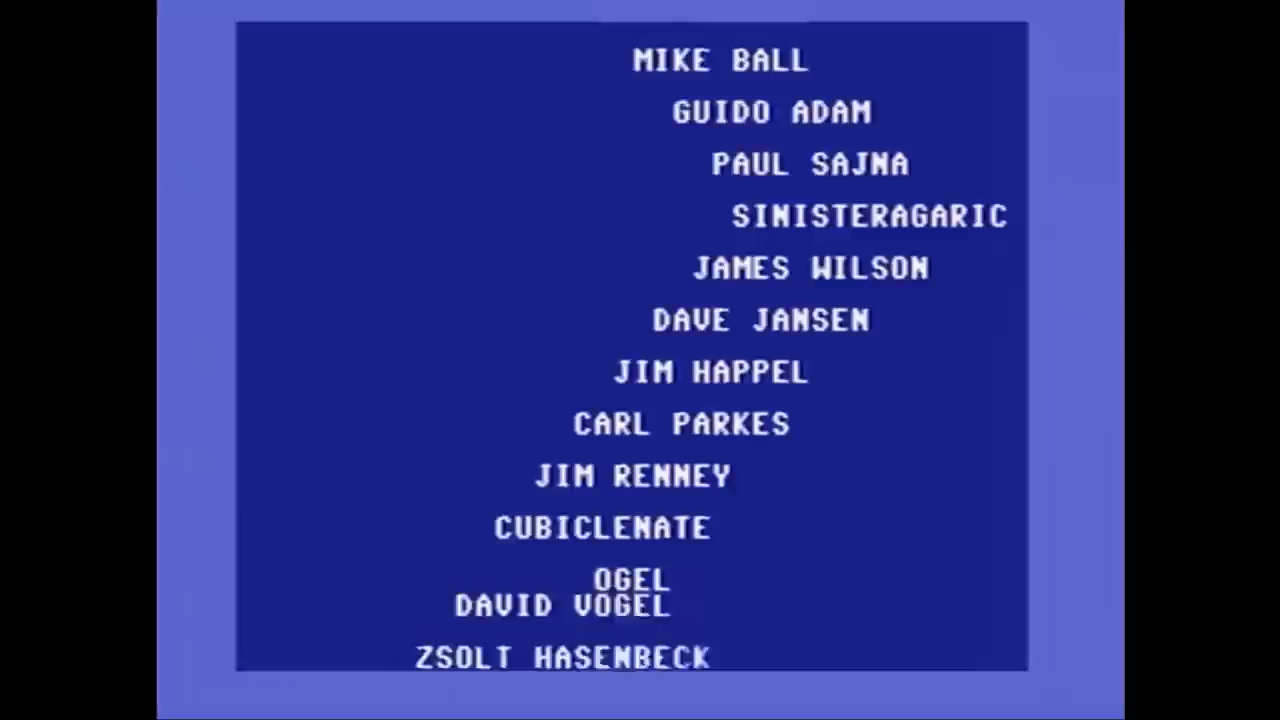 MIKE BALL
GUIDO ADAM
PAUL SAJNA
SINISTERAGARIC
JAMES WILSON
DAVE JANSEN
JIM HAPPEL
CARL PARKES
JIM RENNEY
CUBICLENATE
OGEL
DAVID VOGEL
ZSOLT HASENBECK